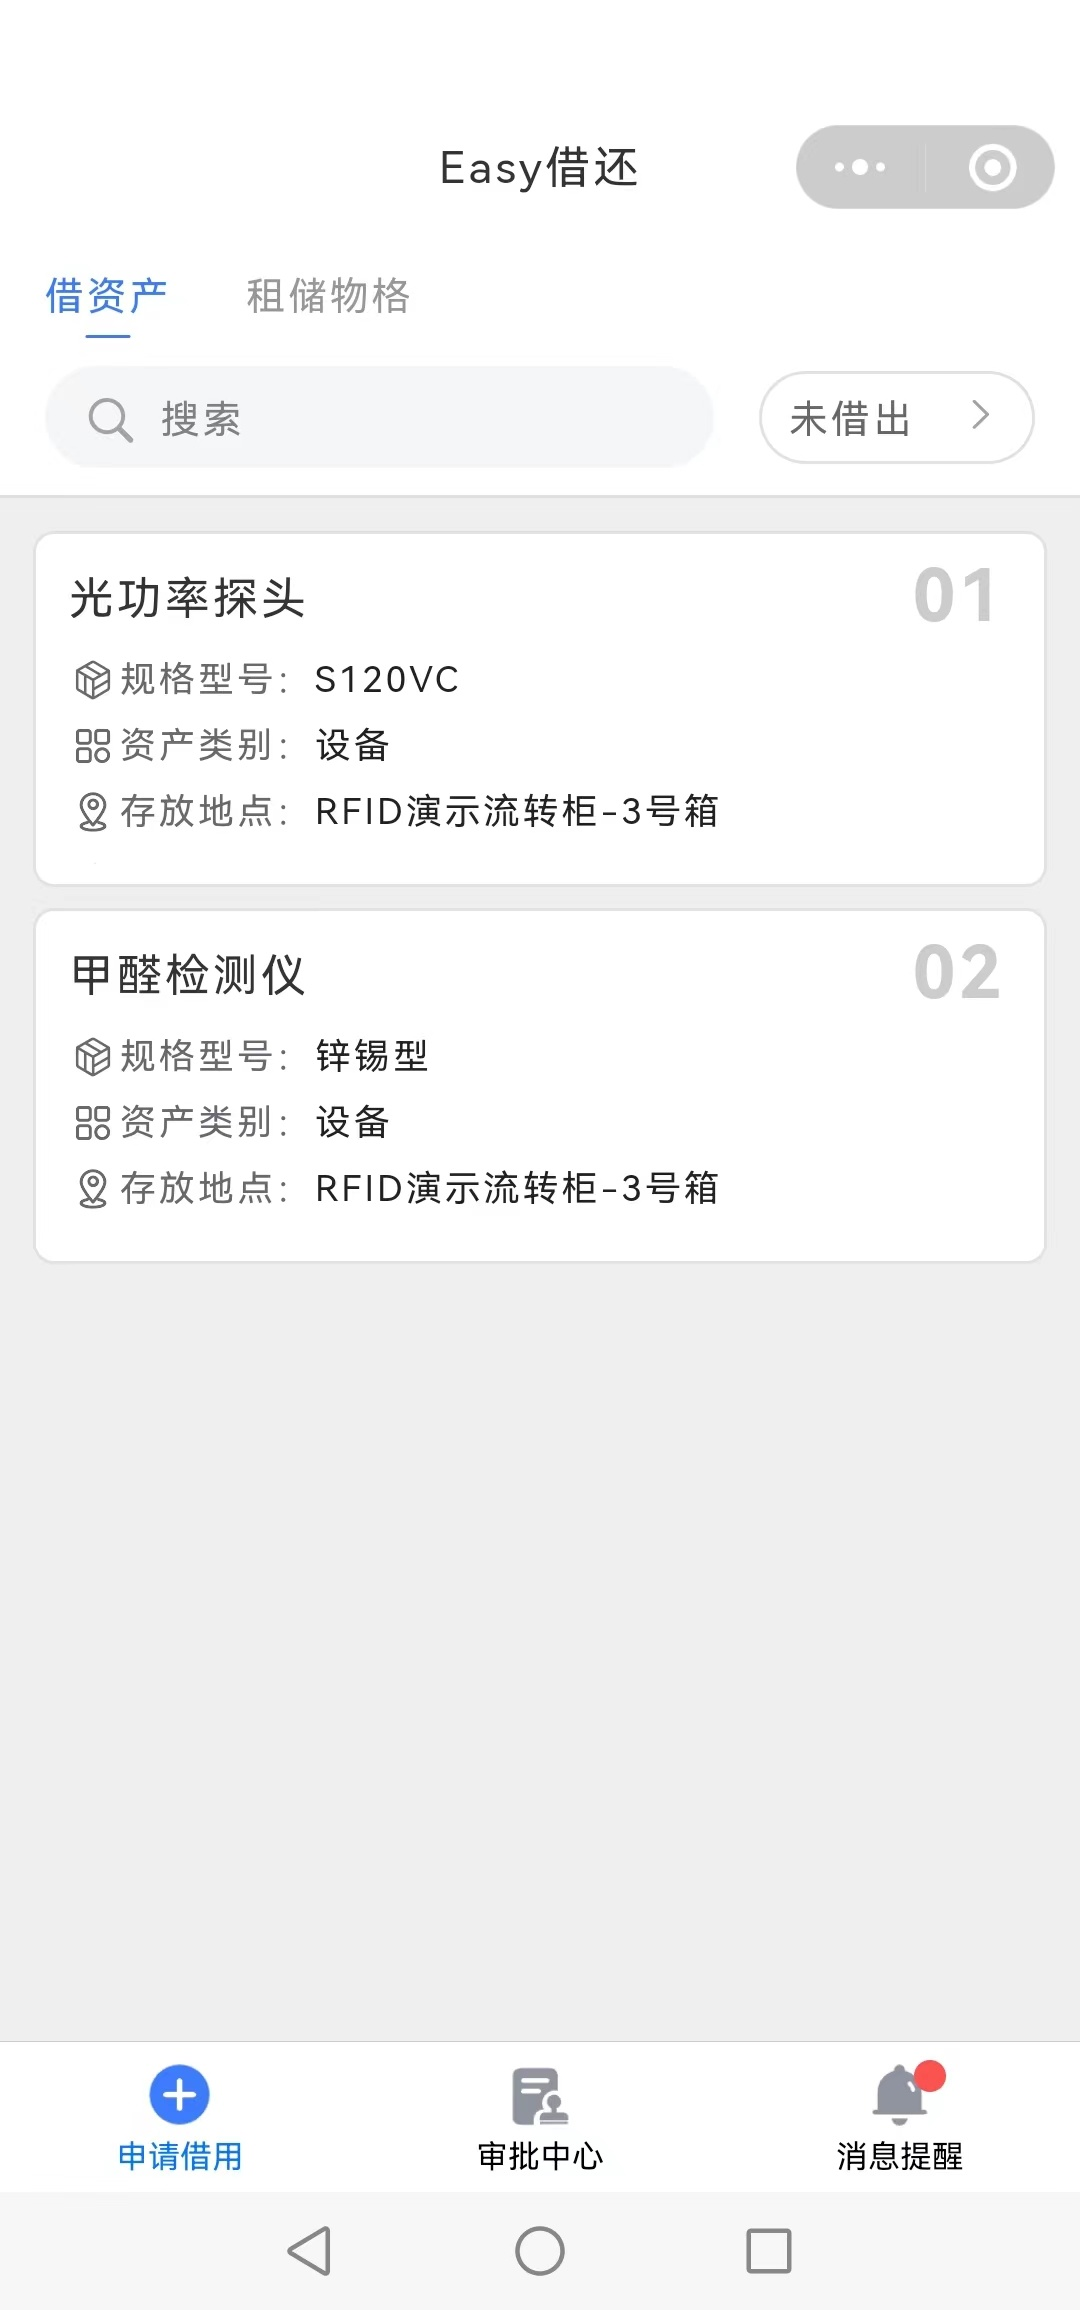 Easy借还
借资产 租储物格
搜索 未借出
光功率探头 01
规格型号: S120VC
资产类别: 设备
存放地点: RFID演示流转柜-3号箱
甲醛检测仪 02
规格型号: 锌锡型
资产类别: 设备
存放地点: RFID演示流转柜-3号箱
申请借用 审批中心 消息提醒